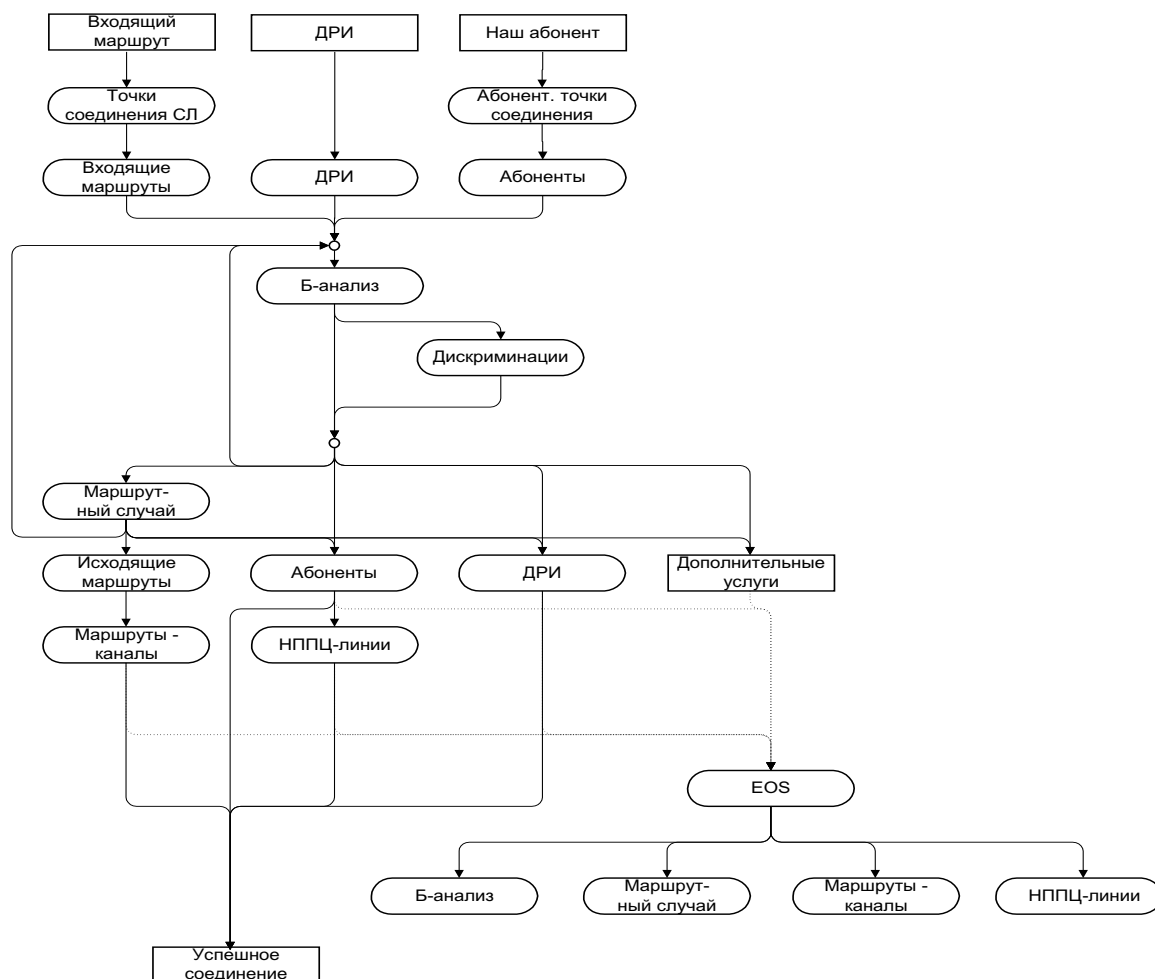 Входящий
маршрут
ДРИ
Наш абонент
Точки
соединения СЛ
Абонент. точки
соединения
Входящие
маршруты
ДРИ
Абоненты
Б-анализ
Дискриминации
Маршрут-
ный случай
Исходящие
маршруты
Абоненты
ДРИ
Дополнительные
услуги
Маршруты -
каналы
НППЦ-линии
EOS
Б-анализ
Маршрут-
ный случай
Маршруты -
каналы
НППЦ-линии
Успешное
соединение